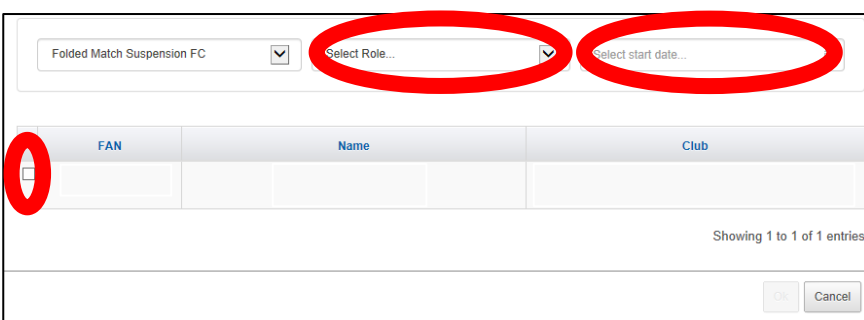 Folded Match Suspension FC Select Role... Select start date...
FAN Name Club
Showing 1 to 1 of 1 entries
Ok Cancel